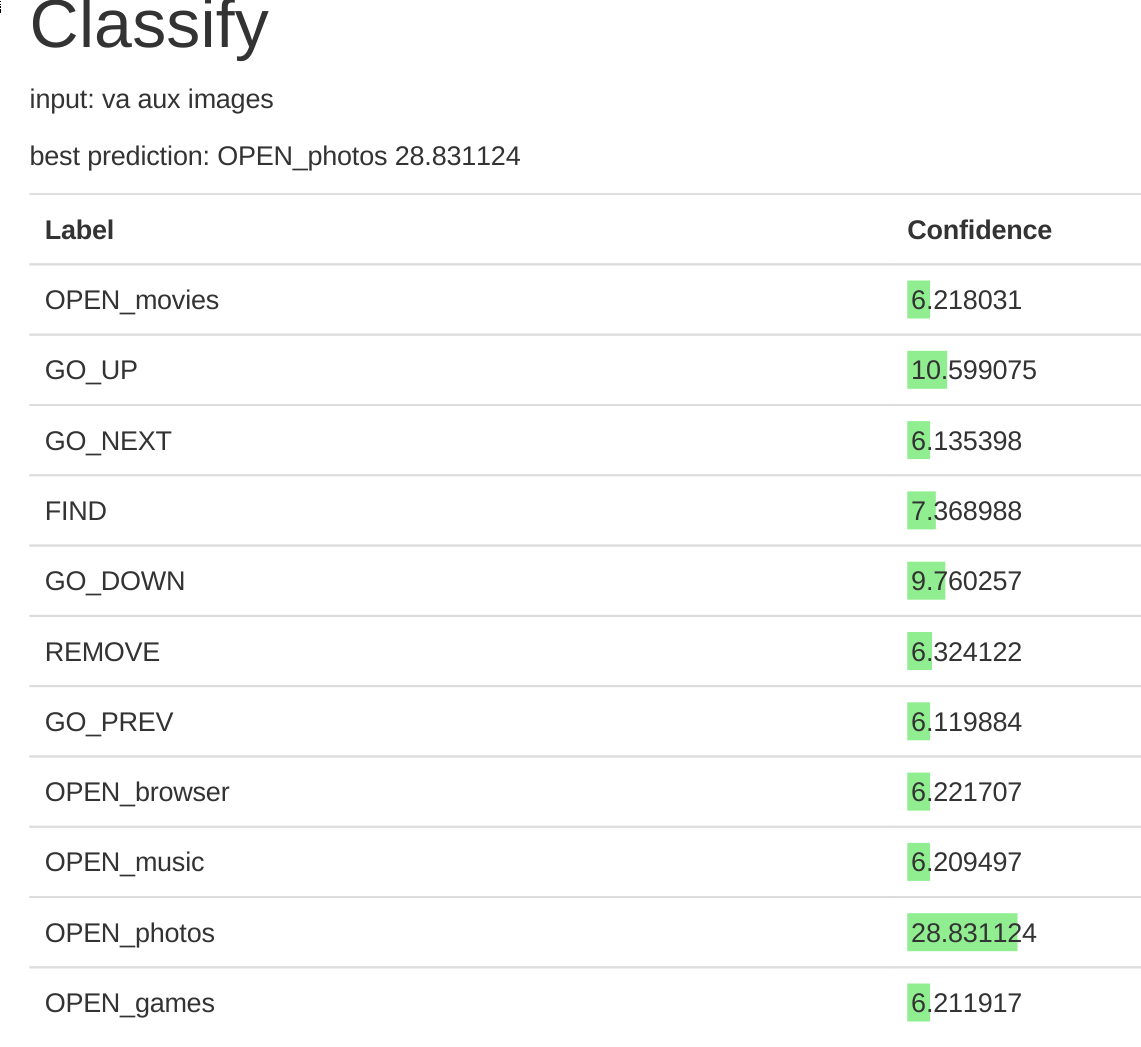 Classify
input: va aux images
best prediction: OPEN_photos 28.831124
Label Confidence
OPEN_movies 6.218031
GO_UP 10.599075
GO_NEXT 6.135398
FIND 7.368988
GO_DOWN 9.760257
REMOVE 6.324122
GO_PREV 6.119884
OPEN_browser 6.221707
OPEN_music 6.209497
OPEN_photos 28.831124
OPEN_games 6.211917